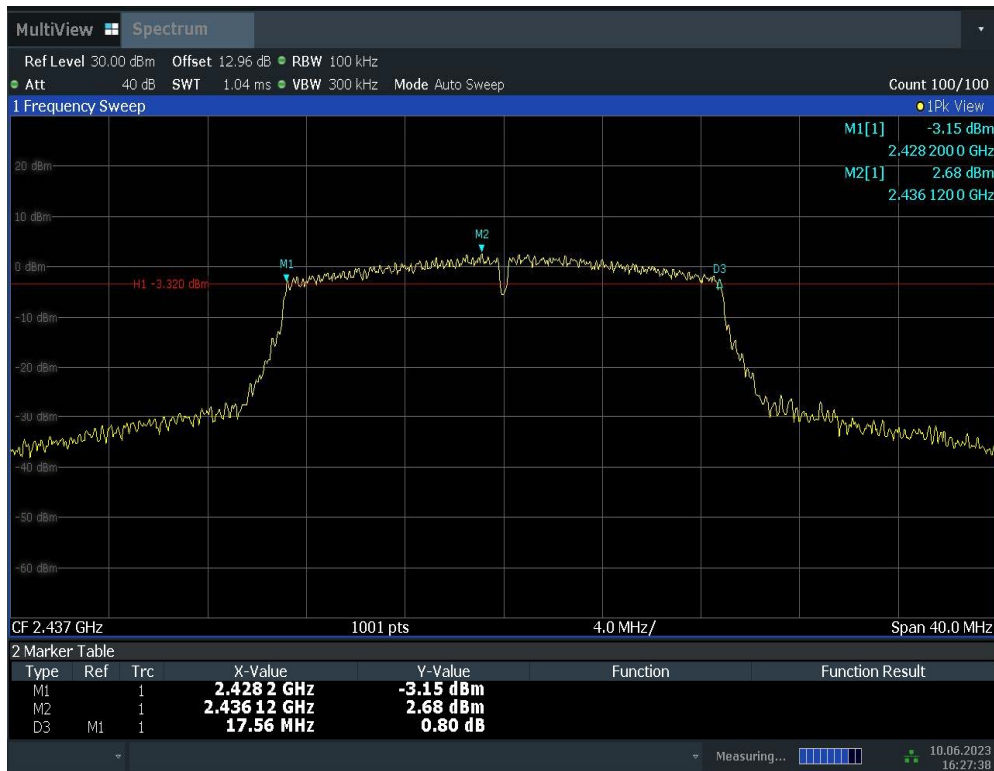 MultiView Spectrum
Ref Level 30.00 dBm Offset 12.96 dB RBW 100 kHz
Att 40 dB SWT 1.04 ms VBW 300 kHz Mode Auto Sweep Count 100/100
1 Frequency Sweep 1Pk View
M1[1] -3.15 dBm
2.428 200 0 GHz
M2[1] 2.68 dBm
2.436 120 0 GHz
20 dBm
10 dBm
M2
0 dBm
M1
D3
H1 -3.320 dBm
-10 dBm
-20 dBm
-30 dBm
-40 dBm
-50 dBm
-60 dBm
CF 2.437 GHz 1001 pts 4.0 MHz/ Span 40.0 MHz
2 Marker Table
Type Ref Trc X-Value Y-Value Function Function Result
M1 1 2.428 2 GHz -3.15 dBm
M2 1 2.436 12 GHz 2.68 dBm
D3 M1 1 17.56 MHz 0.80 dB
Measuring... 10.06.2023
16:27:38